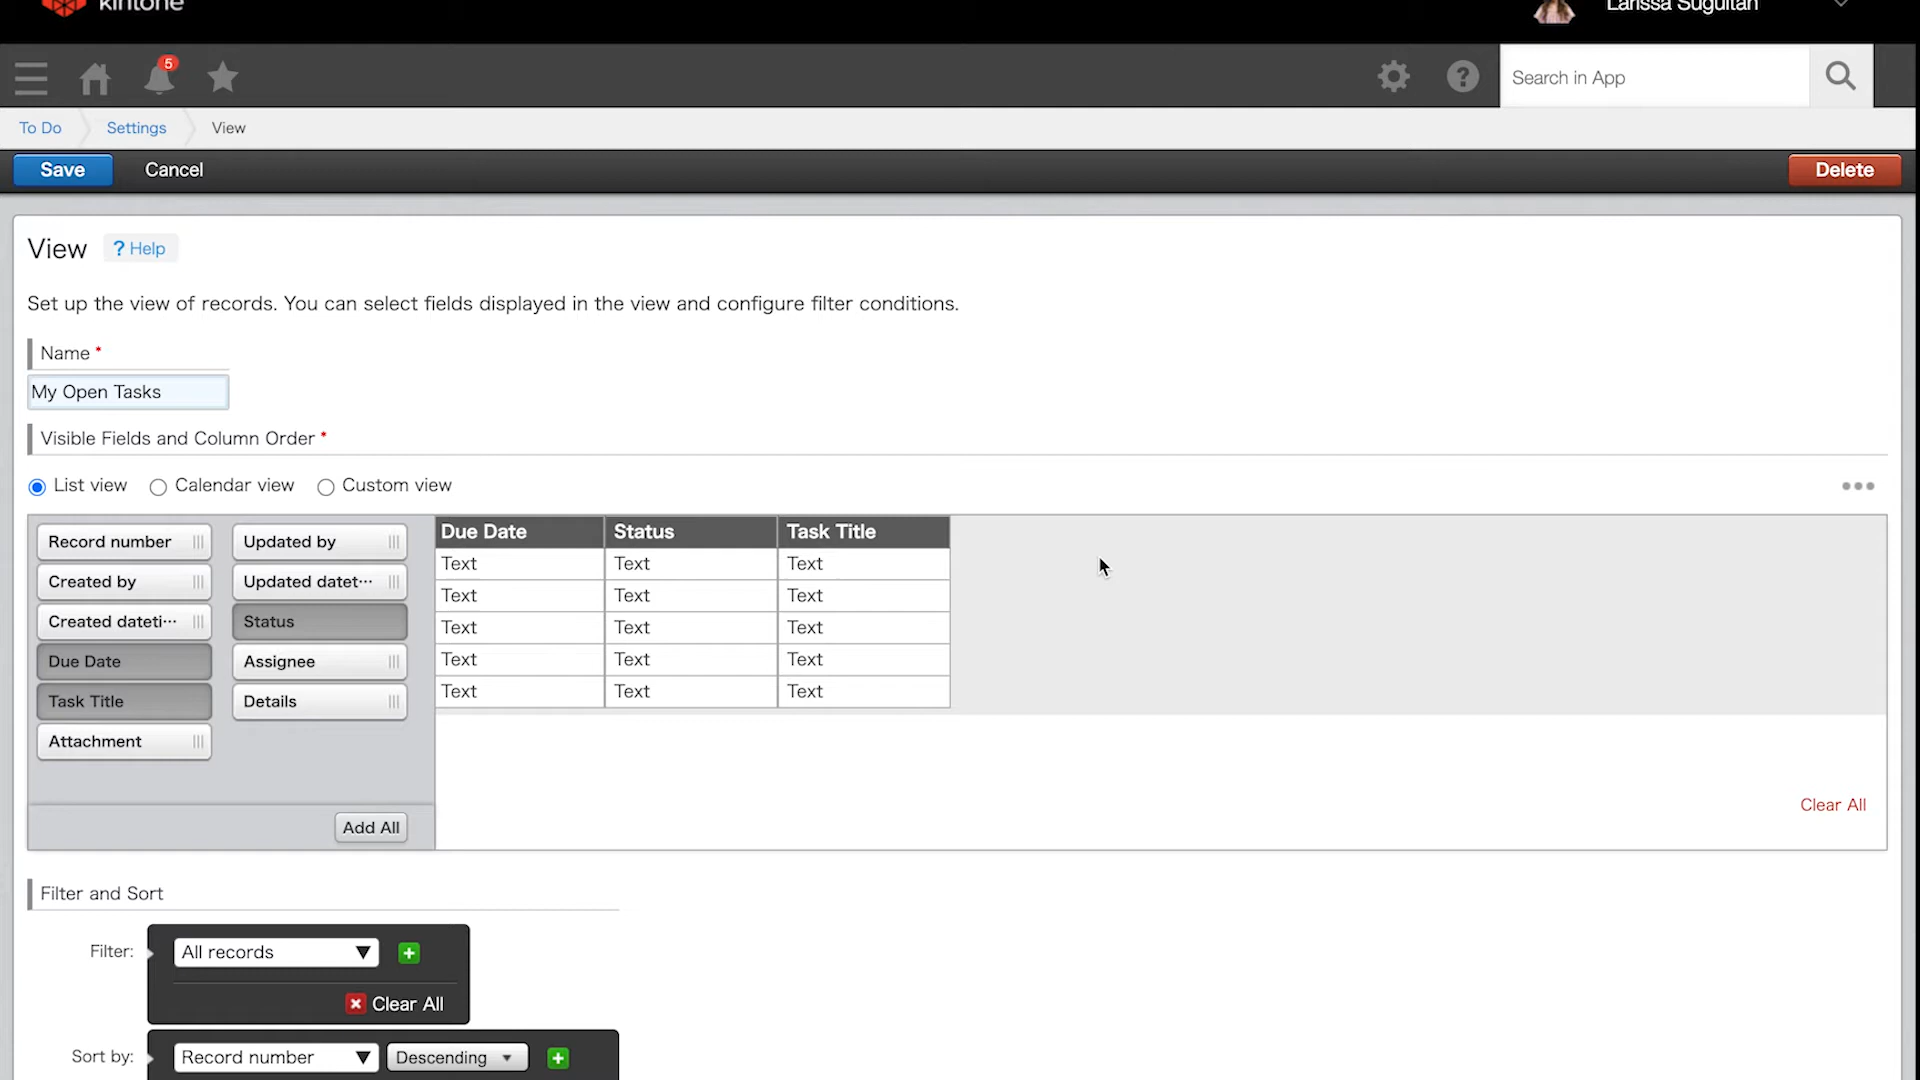 kintone
Larissa Sugultan
5
Search in App
To Do
Settings
View
Save
Cancel
Delete
View
? Help
Set up the view of records. You can select fields displayed in the view and configure filter conditions.
Name *
My Open Tasks
Visible Fields and Column Order *
List view
Calendar view
Custom view
Record number
Updated by
Created by
Updated datet···
Created dateti···
Status
Due Date
Assignee
Task Title
Details
Attachment
Add All
Due Date Status Task Title
Text Text Text
Text Text Text
Text Text Text
Text Text Text
Text Text Text
Clear All
Filter and Sort
Filter:
All records
Clear All
Sort by:
Record number
Descending